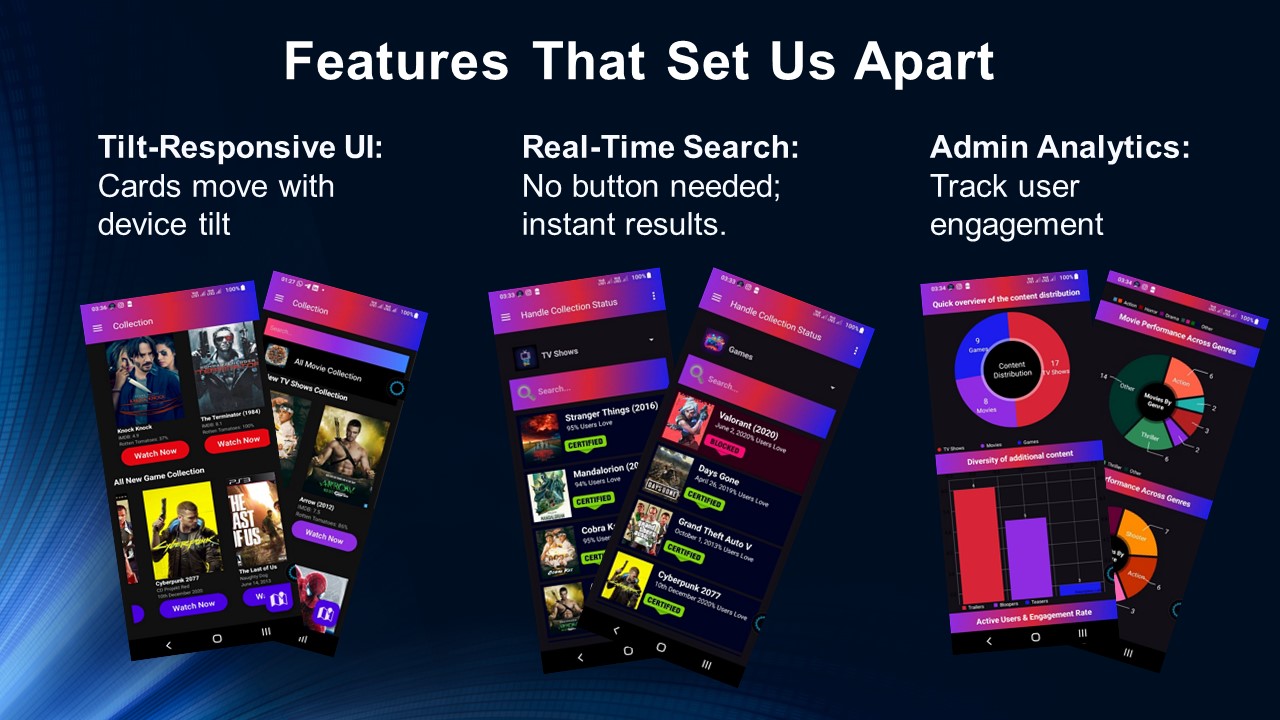 Features That Set Us Apart
Tilt-Responsive UI:
Cards move with
device tilt
Real-Time Search:
No button needed;
instant results.
Admin Analytics:
Track user
engagement
03:36
100%
Collection
Knock Knock
IMDB: 4.9
Rotten Tomatoes: 37%
Watch Now
The Terminator (1984)
IMDB: 8.1
Rotten Tomatoes: 100%
Watch Now
All New Game Collection
Cyberpunk 2077
CD Projekt Red
10th December 2020
Watch Now
PS3
The Last of Us
Naughty Dog
June 14, 2013
01:27
100%
Collection
Search...
All Movie Collection
TV Shows Collection
Arrow (2012)
IMDB: 7.5
Rotten Tomatoes: 86%
Watch Now
03:33
100%
Handle Collection Status
TV Shows
Search...
Stranger Things (2016)
95% Users Love
CERTIFIED
Mandalorion (20
94% Users Love
CERTIFIED
Cobra K
95% User
CERT
03:33
100%
Handle Collection Status
Games
Search...
Valorant (2020)
June 2, 2020% Users Love
BLOCKED
Days Gone
April 26, 2019% Users Love
CERTIFIED
Grand Theft Auto V
October 1, 2013% Users Love
CERTIFIED
Cyberpunk 2077
10th December 2020% Users Love
CERTIFIED
03:34
100%
Quick overview of the content distribution
9
Games
17
TV Shows
Content
Distribution
8
Movies
TV Shows
Movies
Games
Diversity of additional content
Trailers
Bloopers
Teasers
Active Users & Engagement Rate
03:34
100%
Action
Horror
Drama
Other
Movie Performance Across Genres
14
Other
Action
6
2
3
2
6
Thriller
Movies By
Genre
Thriller
Other
rformance Across Genres
7
Shooter
Action
6
3